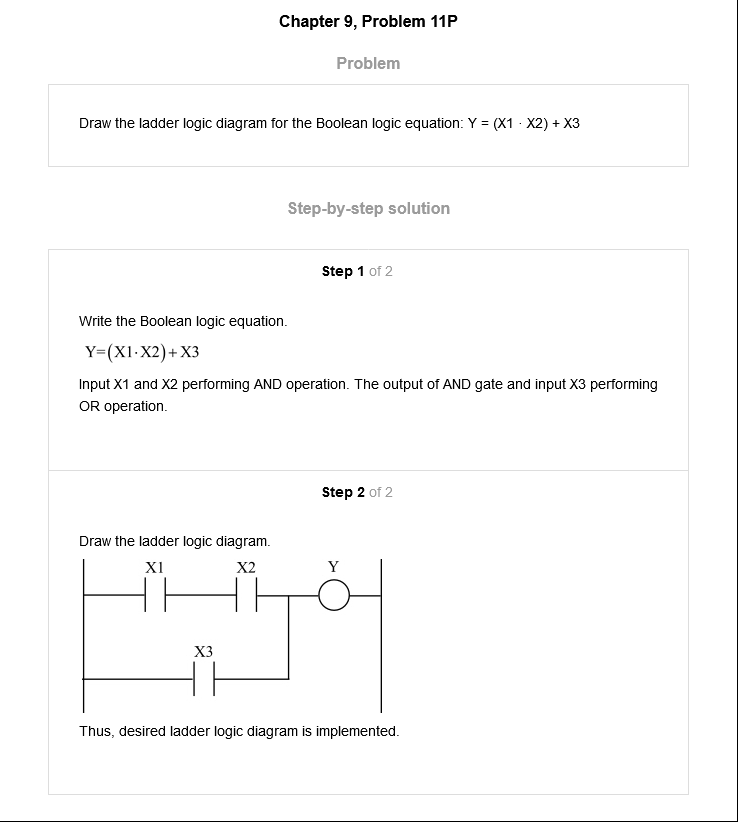 Chapter 9, Problem 11P
Problem
Draw the ladder logic diagram for the Boolean logic equation: Y = (X1 · X2) + X3
Step-by-step solution
Step 1 of 2
Write the Boolean logic equation.
Y=(X1·X2)+X3
Input X1 and X2 performing AND operation. The output of AND gate and input X3 performing
OR operation.
Step 2 of 2
Draw the ladder logic diagram.
X1 X2 Y
X3
Thus, desired ladder logic diagram is implemented.